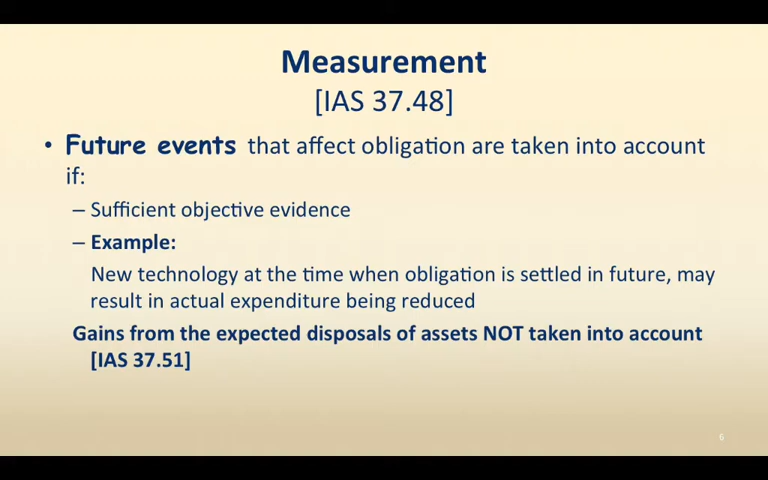 Measurement
[IAS 37.48]
• Future events that affect obligation are taken into account
if:
– Sufficient objective evidence
– Example:
New technology at the time when obligation is settled in future, may
result in actual expenditure being reduced
Gains from the expected disposals of assets NOT taken into account
[IAS 37.51]
6